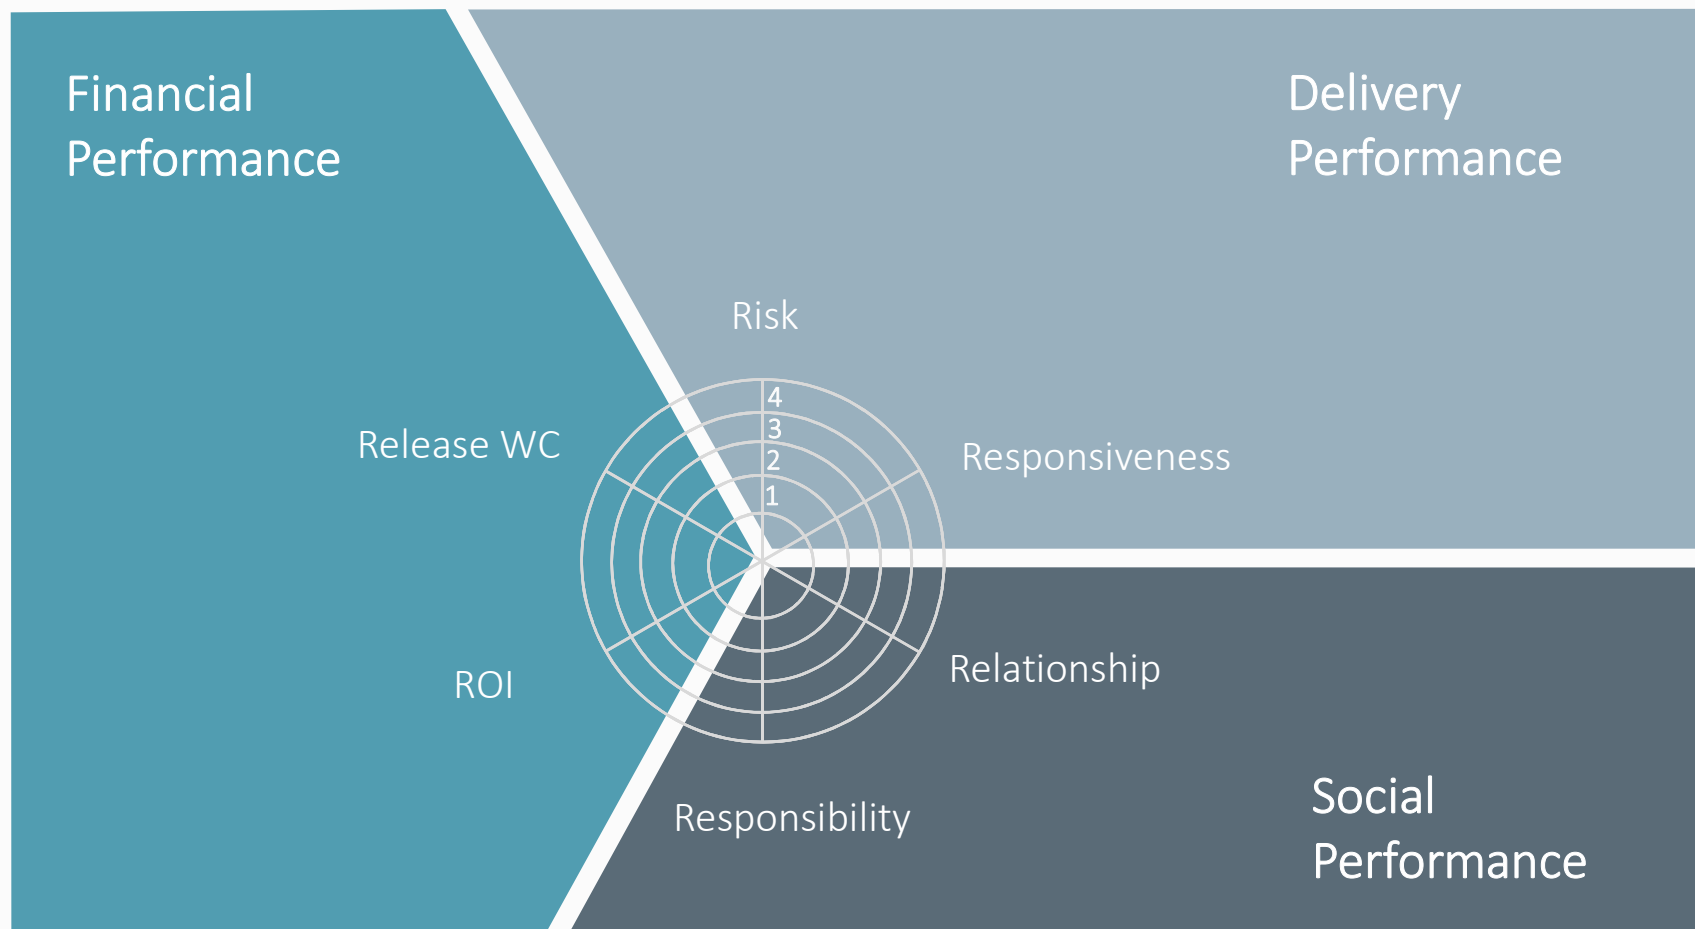 Financial
Performance
Delivery
Performance
Risk
4
3
2
1
Release WC
Responsiveness
ROI
Relationship
Responsibility
Social
Performance